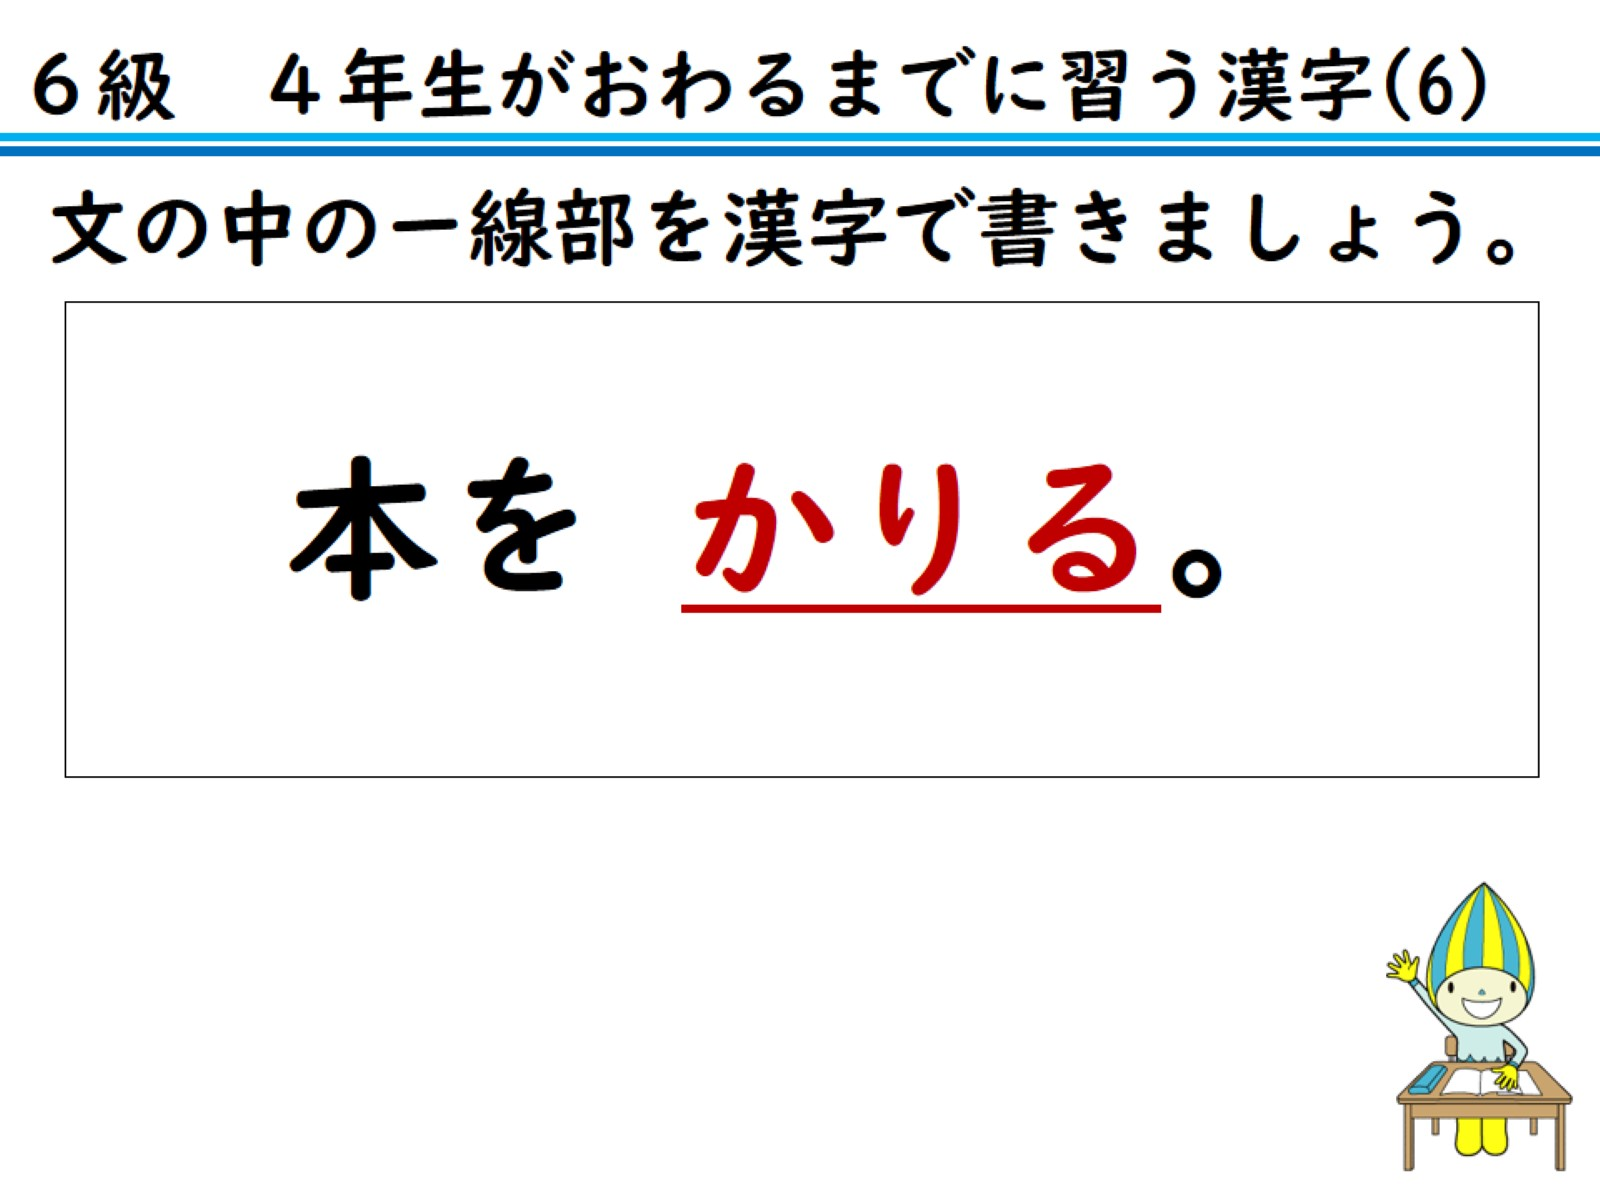 ６級　４年生がおわるまでに習う漢字(6)
文の中の一線部を漢字で書きましょう。
本を　かりる。